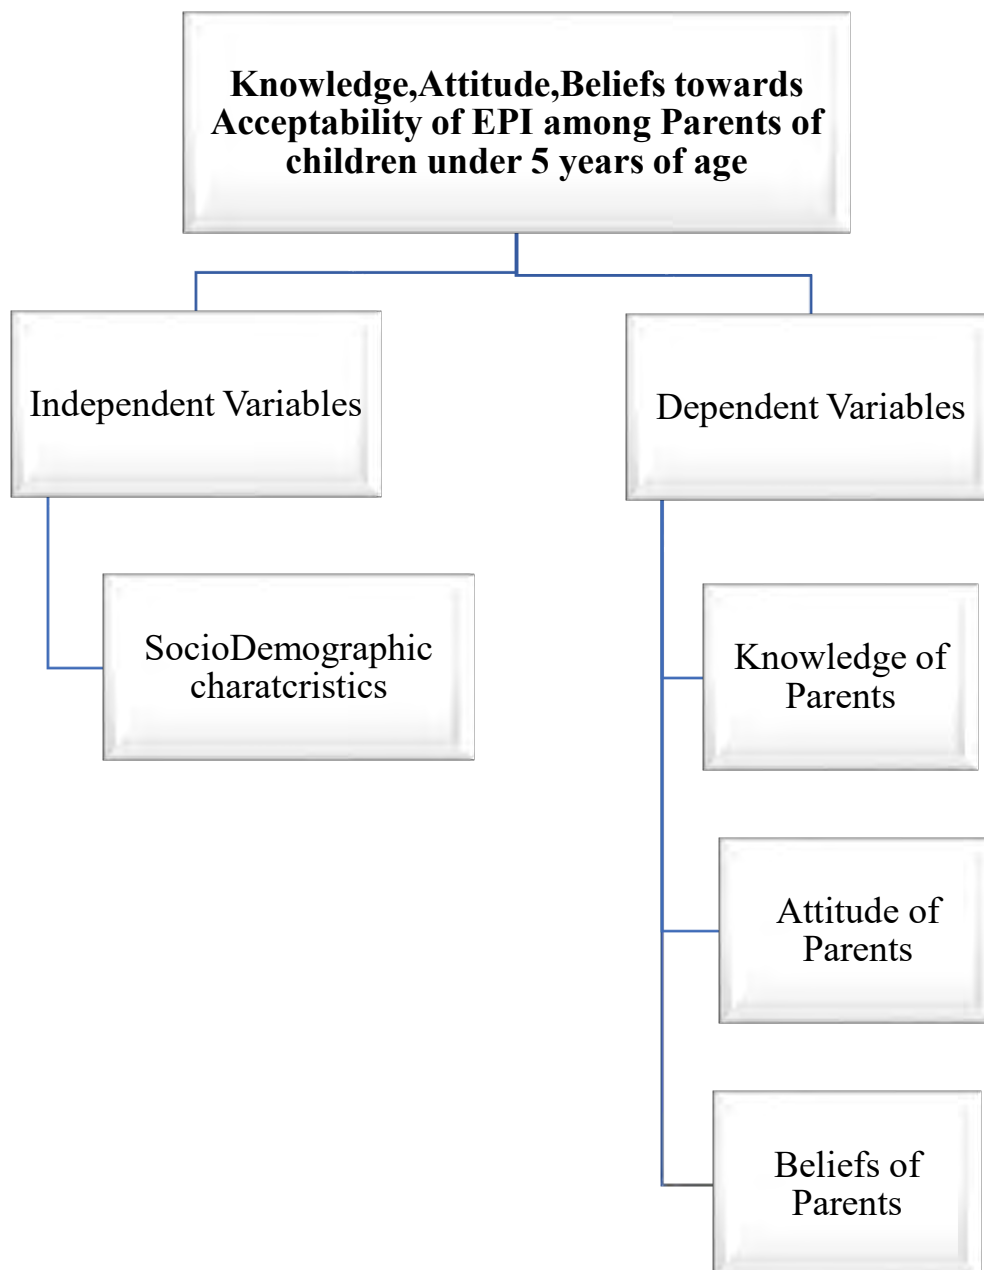 Knowledge,Attitude,Beliefs towards
Acceptability of EPI among Parents of
children under 5 years of age
Independent Variables
Dependent Variables
SocioDemographic
charatcristics
Knowledge of
Parents
Attitude of
Parents
Beliefs of
Parents